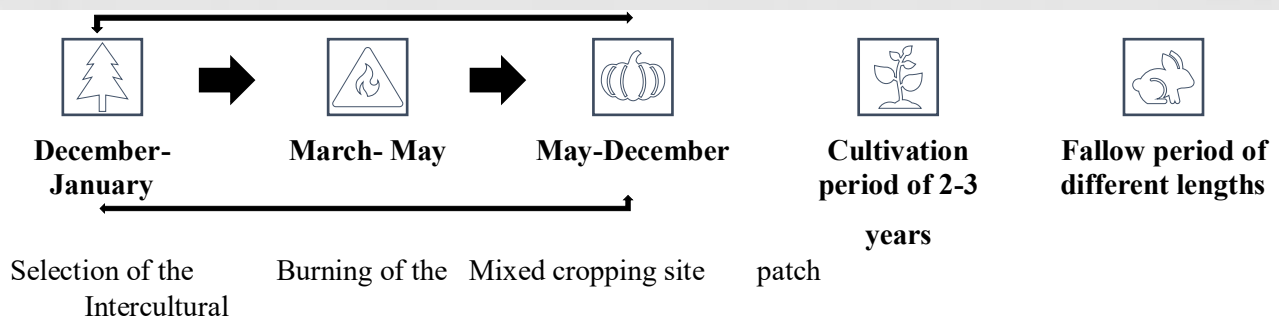 December-
January
March- May
May-December
Cultivation
period of 2-3
years
Fallow period of
different lengths
Selection of the Burning of the Mixed cropping site patch
Intercultural